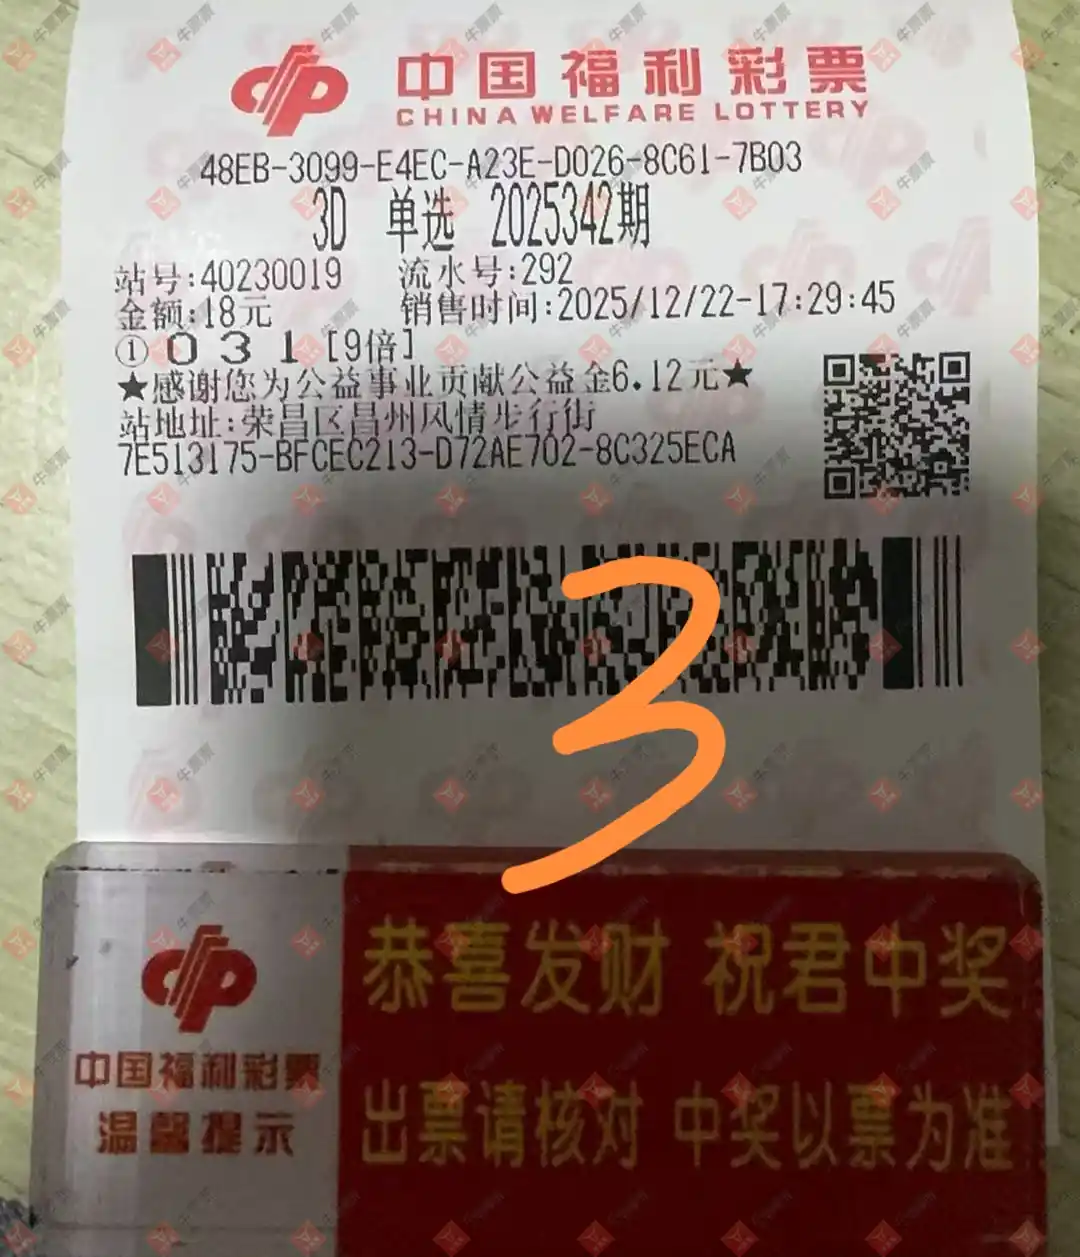 中国福利彩票
CHINA WELFARE LOTTERY
48EB-3099-E4EC-A23E-D026-8C61-7B03
3D 单选 2025342期
站号:40230019 流水号:292
金额:18元 销售时间:2025/12/22-17:29:45
① 0 3 1 [9倍]
★感谢您为公益事业贡献公益金6.12元★
站地址:荣昌区昌州风情步行街
7E513175-BFCEC213-D72AE702-8C325ECA
3
恭喜发财 祝君中奖
中国福利彩票
温馨提示
出票请核对 中奖以票为准
牛票票